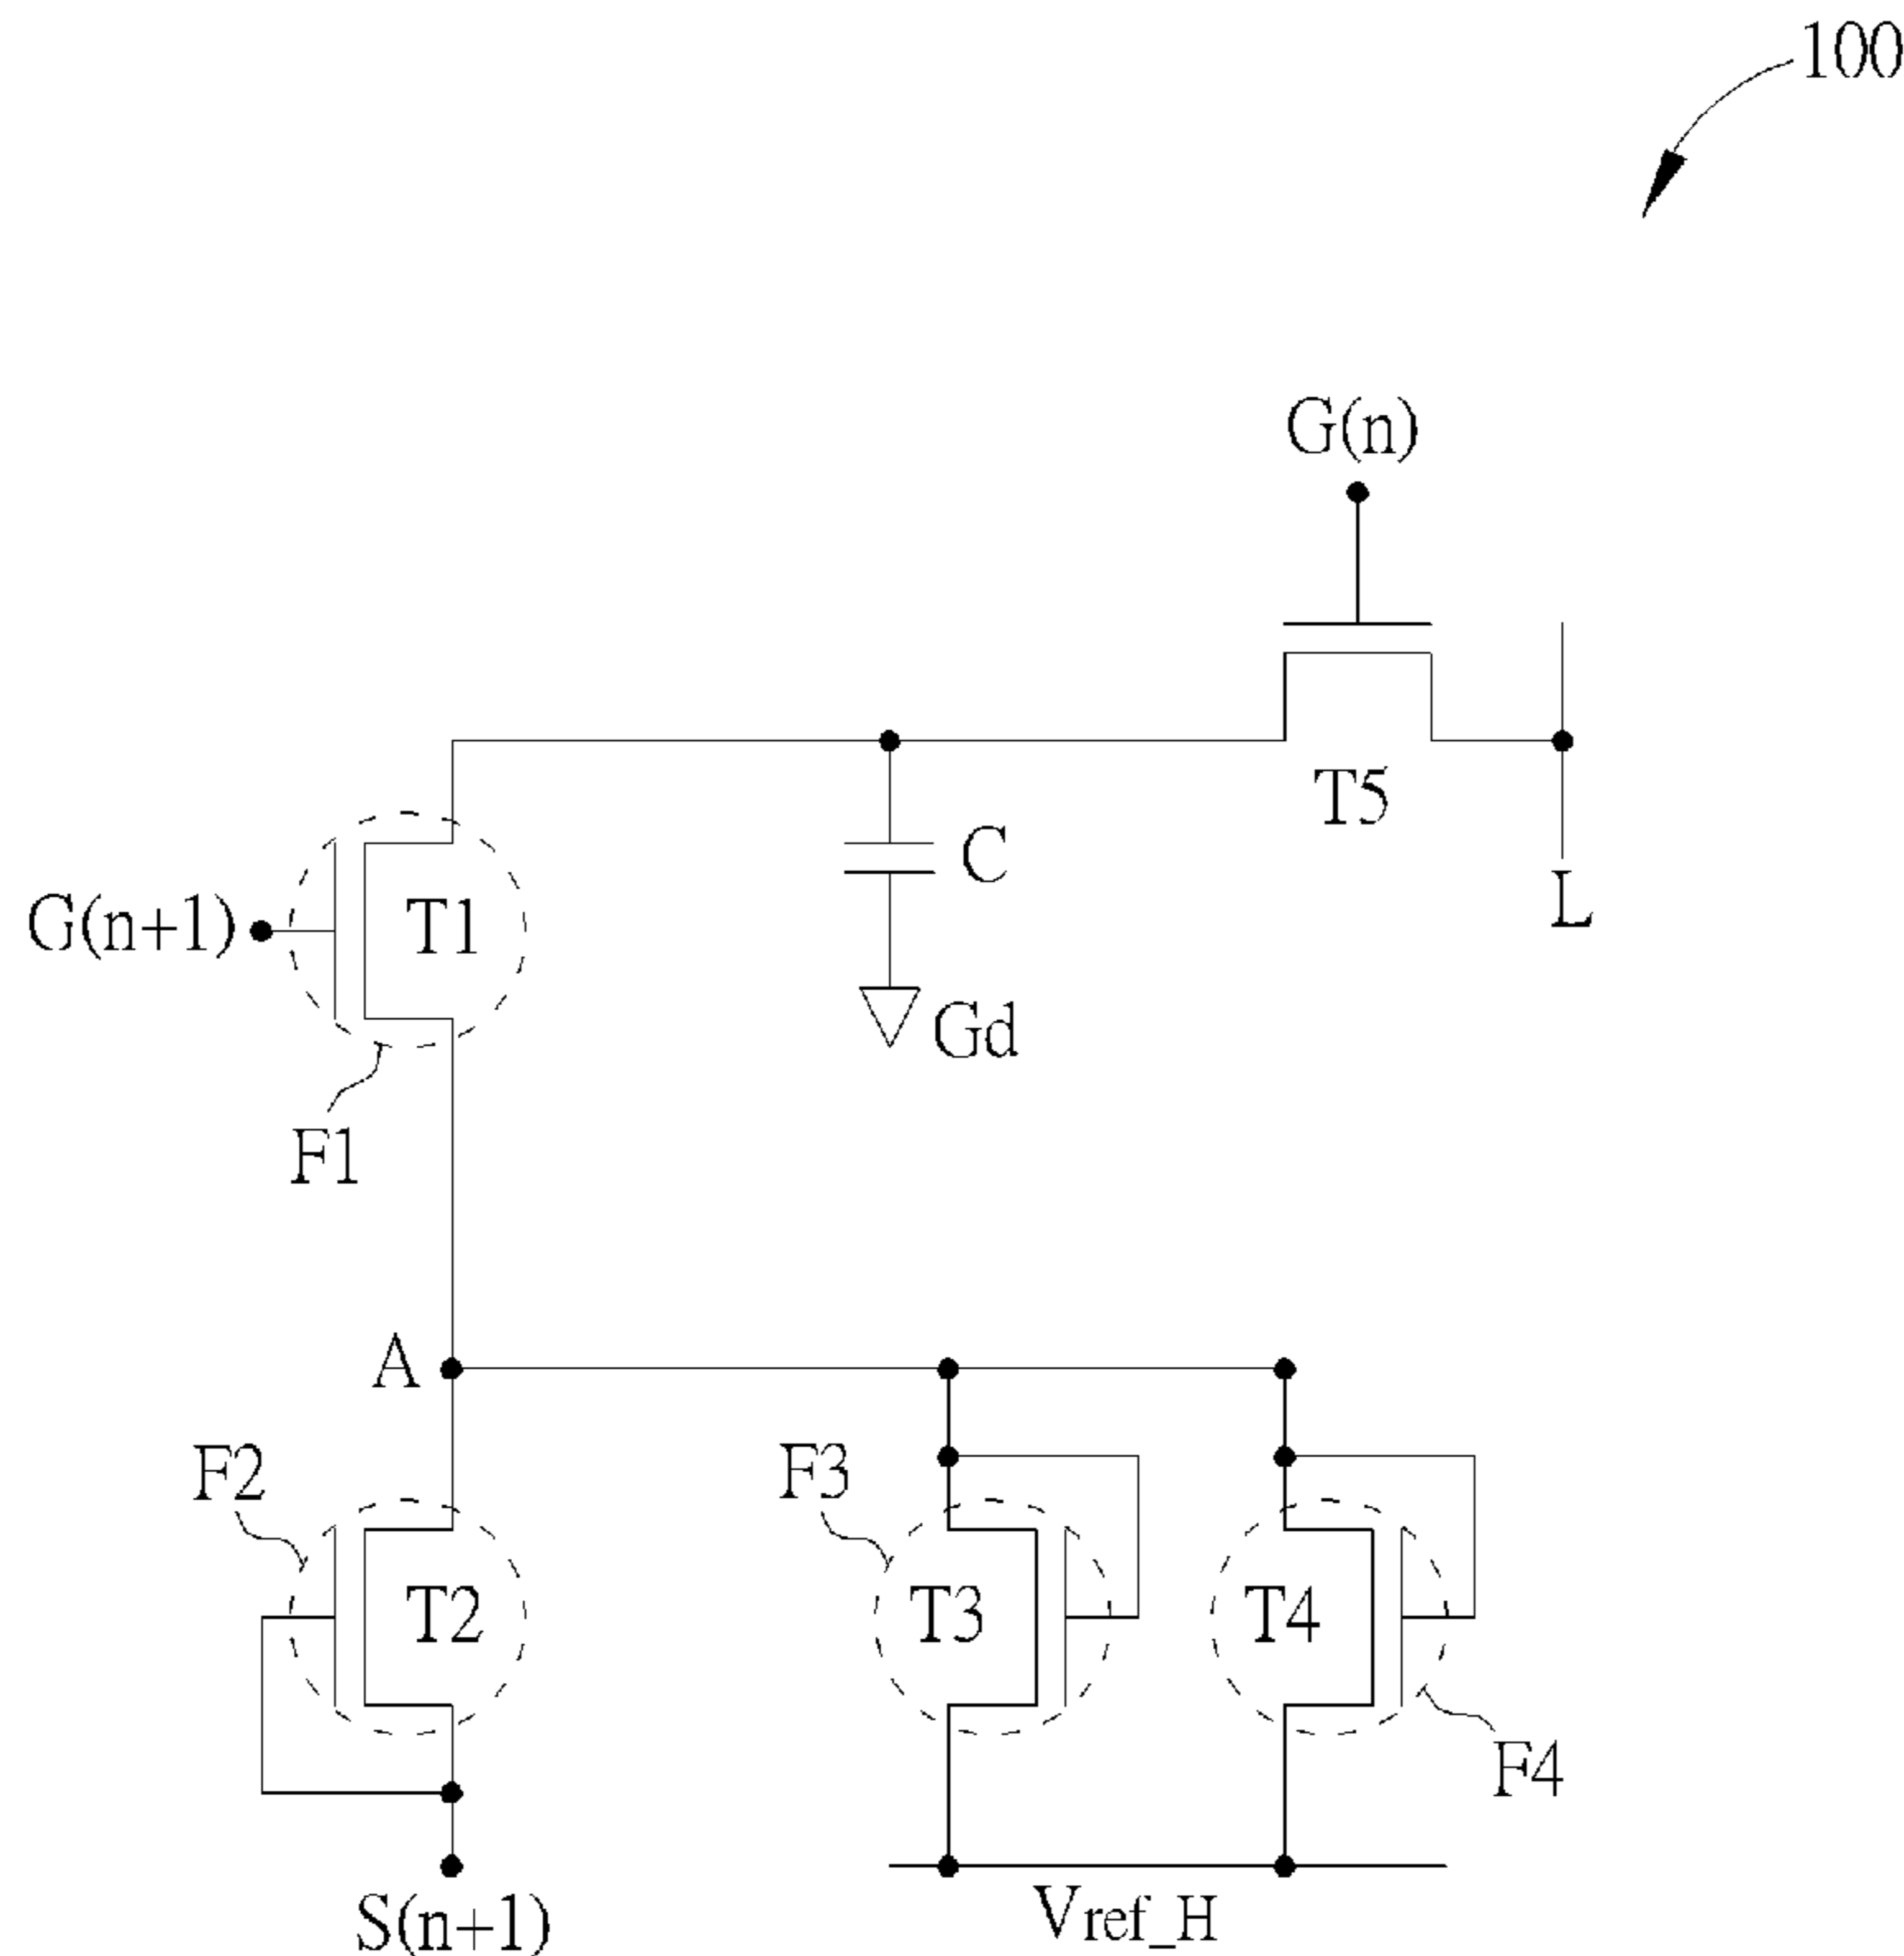 100
G(n)
T5
C
L
G(n+1)
T1
Gd
F1
A
F2
F3
T2
T3
T4
F4
S(n+1)
Vref_H